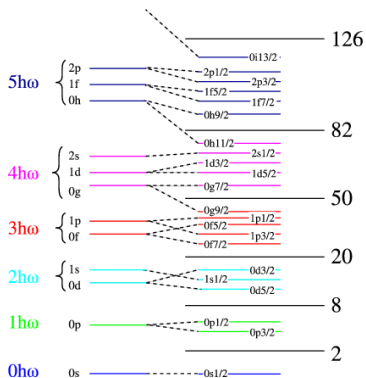 126
0i13/2
2p
2p1/2
2p3/2
5hω
1f
1f5/2
1f7/2
0h
0h9/2
82
0h11/2
2s
2s1/2
4hω
1d
1d3/2
1d5/2
0g
0g7/2
50
0g9/2
3hω
1p
1p1/2
0f5/2
0f
1p3/2
0f7/2
20
2hω
1s
0d3/2
1s1/2
0d
0d5/2
8
1hω
0p
0p1/2
0p3/2
2
0hω
0s
0s1/2